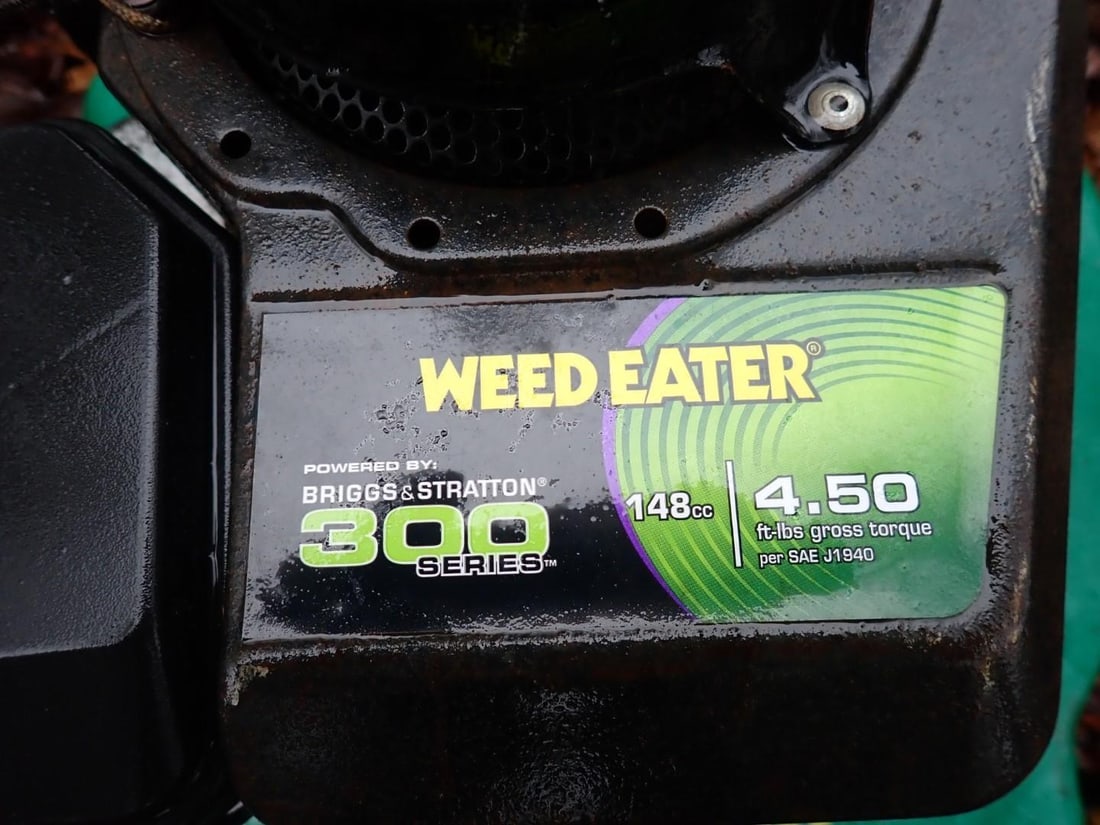 WEED EATER®
POWERED BY:
BRIGGS & STRATTON®
300
SERIES™
148cc
4.50
ft-lbs gross torque
per SAE J1940